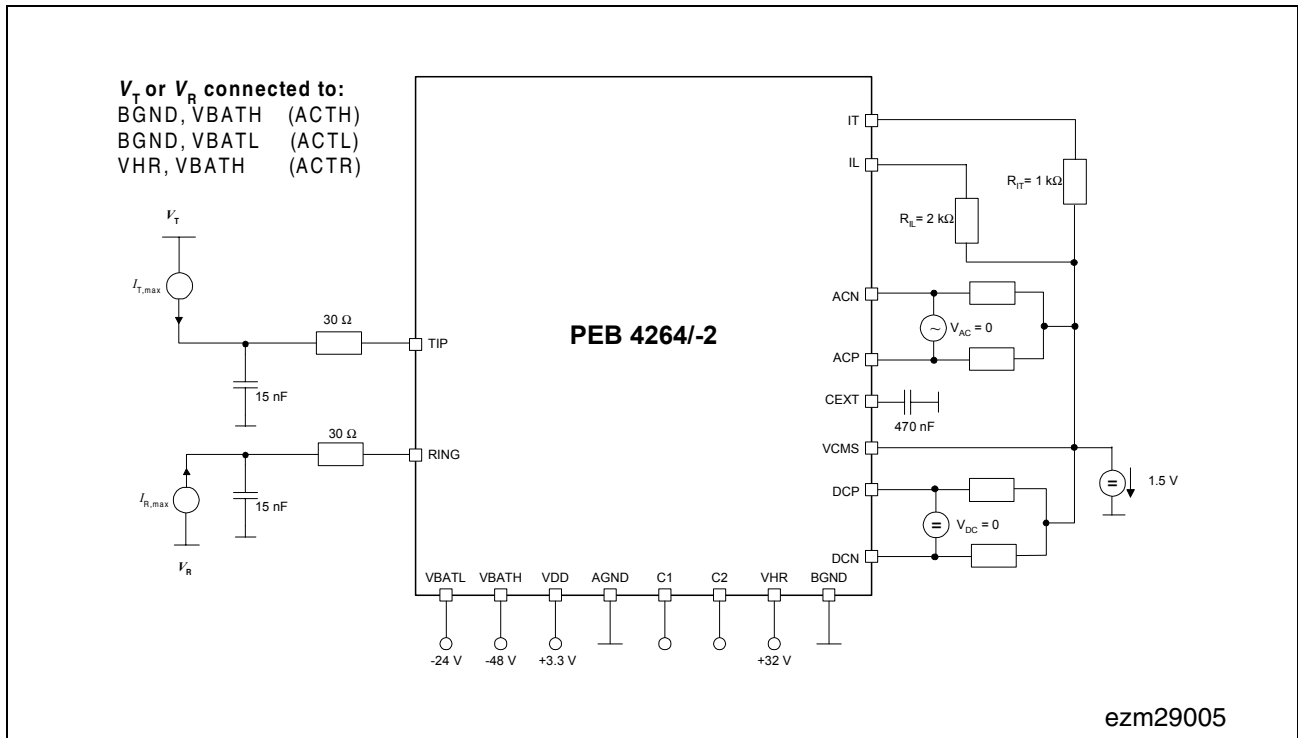 V_T or V_R connected to:
BGND, VBATH (ACTH)
BGND, VBATL (ACTL)
VHR, VBATH (ACTR)
V_T
I_T,max
30 Ω
TIP
15 nF
30 Ω
RING
I_R,max
15 nF
V_R
PEB 4264/-2
IT
IL
R_IT= 1 kΩ
R_IL= 2 kΩ
ACN
~
V_AC = 0
ACP
CEXT
470 nF
VCMS
DCP
=
V_DC = 0
DCN
=
1.5 V
VBATL VBATH VDD AGND C1 C2 VHR BGND
-24 V -48 V +3.3 V +32 V
ezm29005